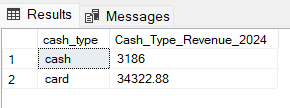 Results Messages
cash_type Cash_Type_Revenue_2024
1 cash 3186
2 card 34322.88